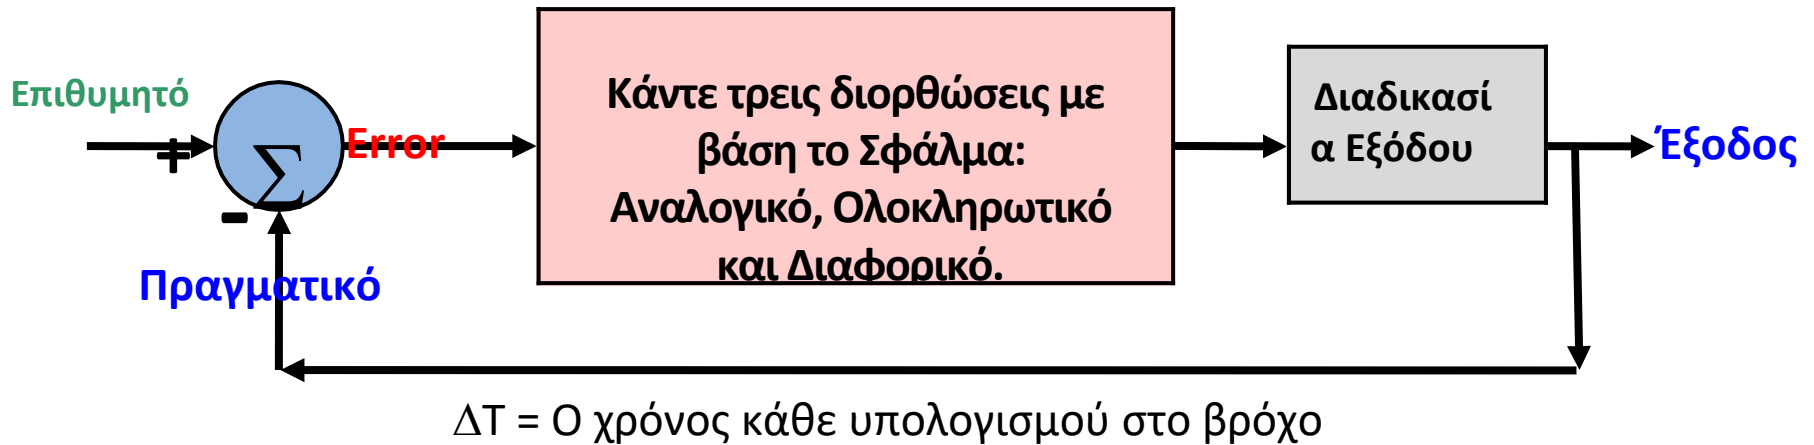 Επιθυμητό
+
Σ
-
Error
Πραγματικό
Κάντε τρεις διορθώσεις με
βάση το Σφάλμα:
Αναλογικό, Ολοκληρωτικό
και Διαφορικό.
Διαδικασί
α Εξόδου
Έξοδος
ΔΤ = Ο χρόνος κάθε υπολογισμού στο βρόχο